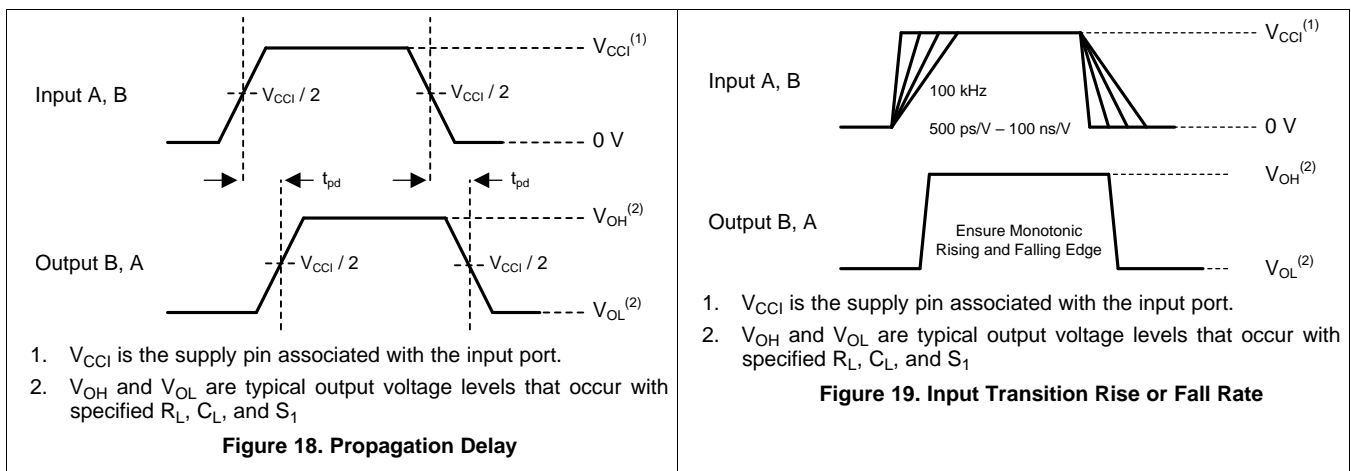 V_CCI^(1)
Input A, B
V_CCI / 2
V_CCI / 2
0 V
t_pd
t_pd
V_OH^(2)
Output B, A
V_CCI / 2
V_CCI / 2
V_OL^(2)
1. V_CCI is the supply pin associated with the input port.
2. V_OH and V_OL are typical output voltage levels that occur with
specified R_L, C_L, and S_1
Figure 18. Propagation Delay
V_CCI^(1)
Input A, B
100 kHz
500 ps/V – 100 ns/V
0 V
V_OH^(2)
Output B, A
Ensure Monotonic
Rising and Falling Edge
V_OL^(2)
1. V_CCI is the supply pin associated with the input port.
2. V_OH and V_OL are typical output voltage levels that occur with
specified R_L, C_L, and S_1
Figure 19. Input Transition Rise or Fall Rate